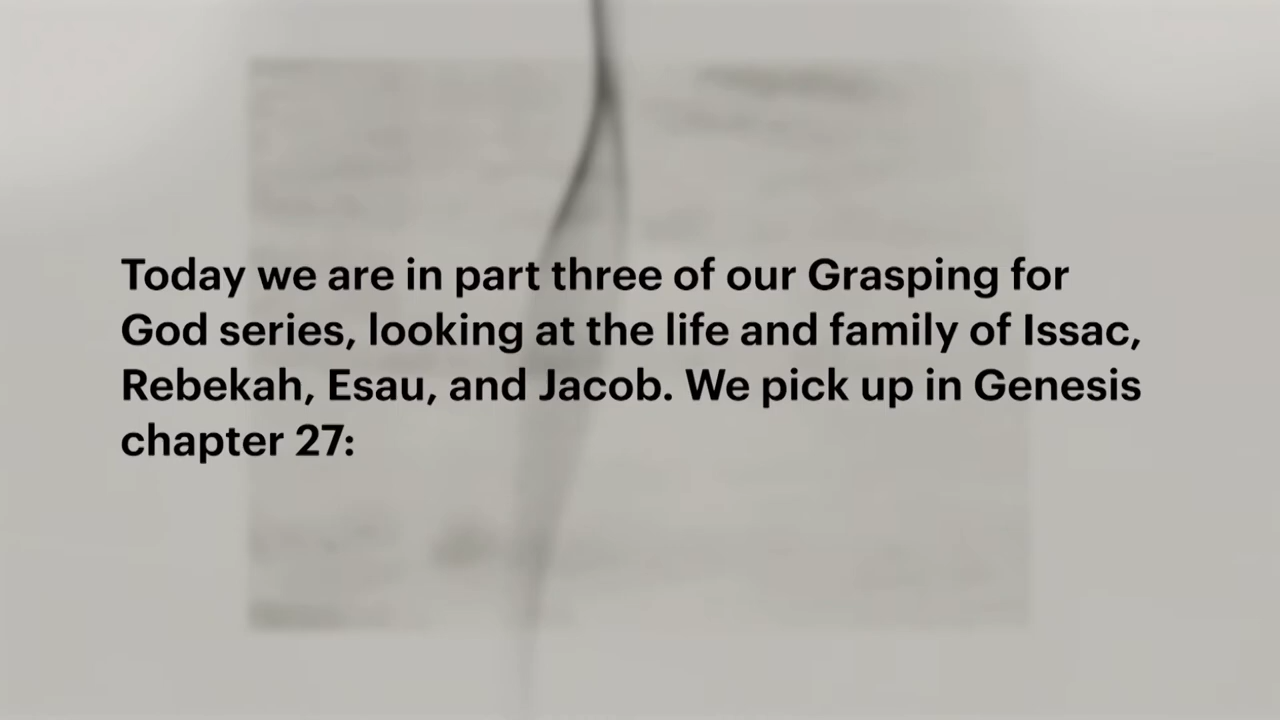 Today we are in part three of our Grasping for
God series, looking at the life and family of Issac,
Rebekah, Esau, and Jacob. We pick up in Genesis
chapter 27: